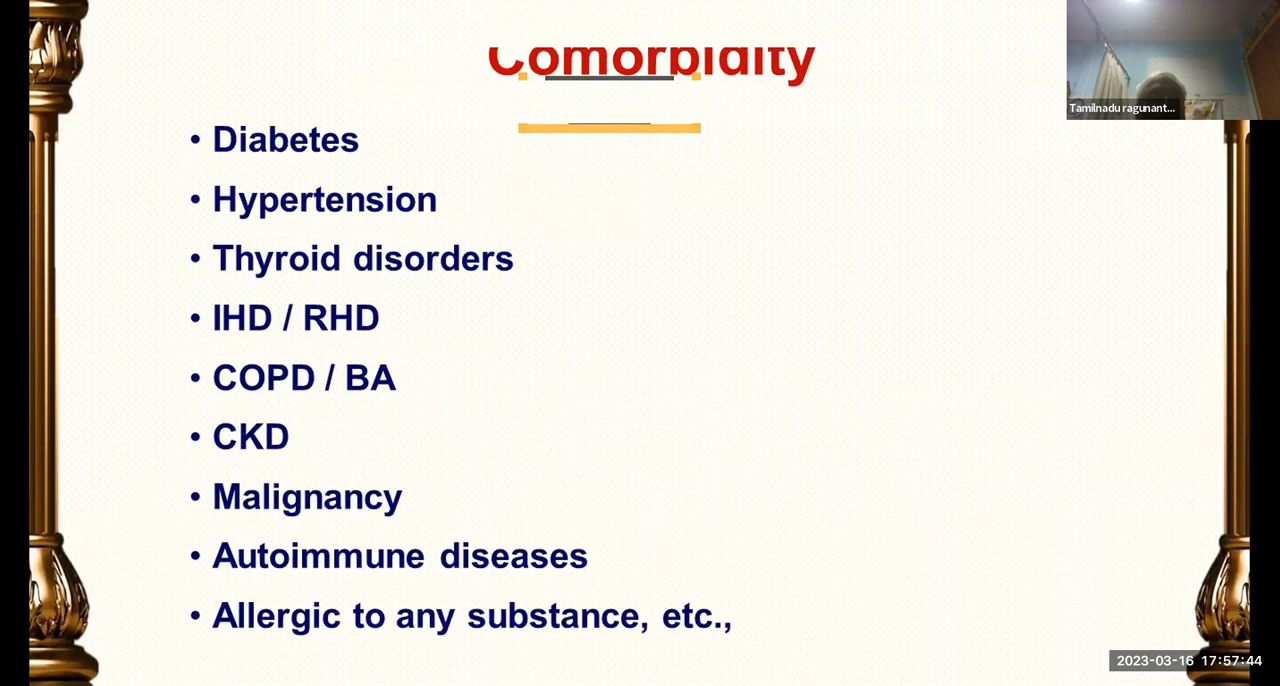 Comorbidity
• Diabetes
• Hypertension
• Thyroid disorders
• IHD / RHD
• COPD / BA
• CKD
• Malignancy
• Autoimmune diseases
• Allergic to any substance, etc.,
Tamilnadu ragunant...
2023-03-16 17:57:44